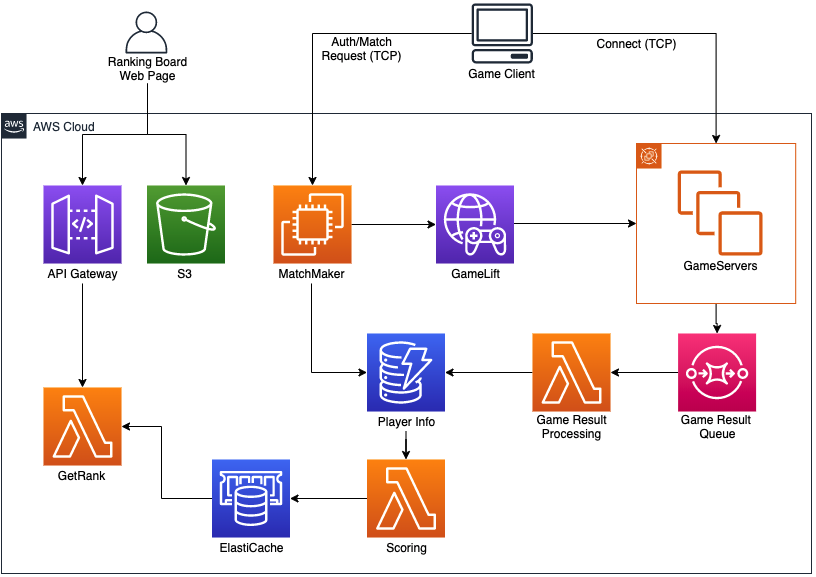 Ranking Board
Web Page
Auth/Match
Request (TCP)
Game Client
Connect (TCP)
aws
AWS Cloud
API Gateway
S3
MatchMaker
GameLift
GameServers
Player Info
Game Result
Processing
Game Result
Queue
GetRank
ElastiCache
Scoring